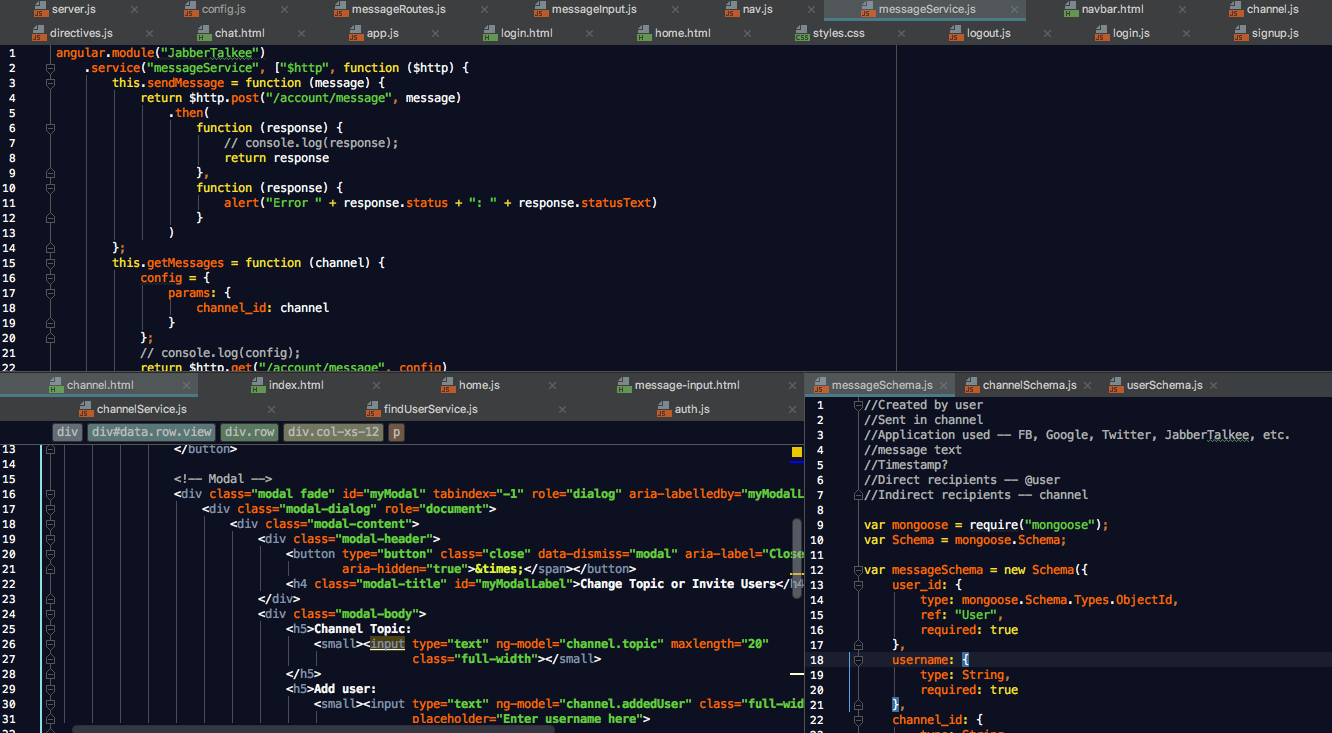 server.js
config.js
messageRoutes.js
messageInput.js
nav.js
messageService.js
navbar.html
channel.js
directives.js
chat.html
app.js
login.html
home.html
styles.css
logout.js
login.js
signup.js
1 angular.module("JabberTalkee")
2 .service("messageService", ["$http", function ($http) {
3 this.sendMessage = function (message) {
4 return $http.post("/account/message", message)
5 .then(
6 function (response) {
7 // console.log(response);
8 return response
9 },
10 function (response) {
11 alert("Error " + response.status + ": " + response.statusText)
12 }
13 )
14 };
15 this.getMessages = function (channel) {
16 config = {
17 params: {
18 channel_id: channel
19 }
20 };
21 // console.log(config);
22 return $http.get("/account/message", config)
channel.html
index.html
home.js
message-input.html
channelService.js
findUserService.js
auth.js
div div#data.row.view div.row div.col-xs-12 p
13 </button>
14
15 <!-- Modal -->
16 <div class="modal fade" id="myModal" tabindex="-1" role="dialog" aria-labelledby="myModalL
17 <div class="modal-dialog" role="document">
18 <div class="modal-content">
19 <div class="modal-header">
20 <button type="button" class="close" data-dismiss="modal" aria-label="Close
21 aria-hidden="true">&times;</span></button>
22 <h4 class="modal-title" id="myModalLabel">Change Topic or Invite Users</h4
23 </div>
24 <div class="modal-body">
25 <h5>Channel Topic:
26 <small><input type="text" ng-model="channel.topic" maxlength="20"
27 class="full-width"></small>
28 </h5>
29 <h5>Add user:
30 <small><input type="text" ng-model="channel.addedUser" class="full-wid
31 placeholder="Enter username here">
messageSchema.js
channelSchema.js
userSchema.js
1 //Created by user
2 //Sent in channel
3 //Application used -- FB, Google, Twitter, JabberTalkee, etc.
4 //message text
5 //Timestamp?
6 //Direct recipients -- @user
7 //Indirect recipients -- channel
8
9 var mongoose = require("mongoose");
10 var Schema = mongoose.Schema;
11
12 var messageSchema = new Schema({
13 user_id: {
14 type: mongoose.Schema.Types.ObjectId,
15 ref: "User",
16 required: true
17 },
18 username: {
19 type: String,
20 required: true
21 },
22 channel_id: {